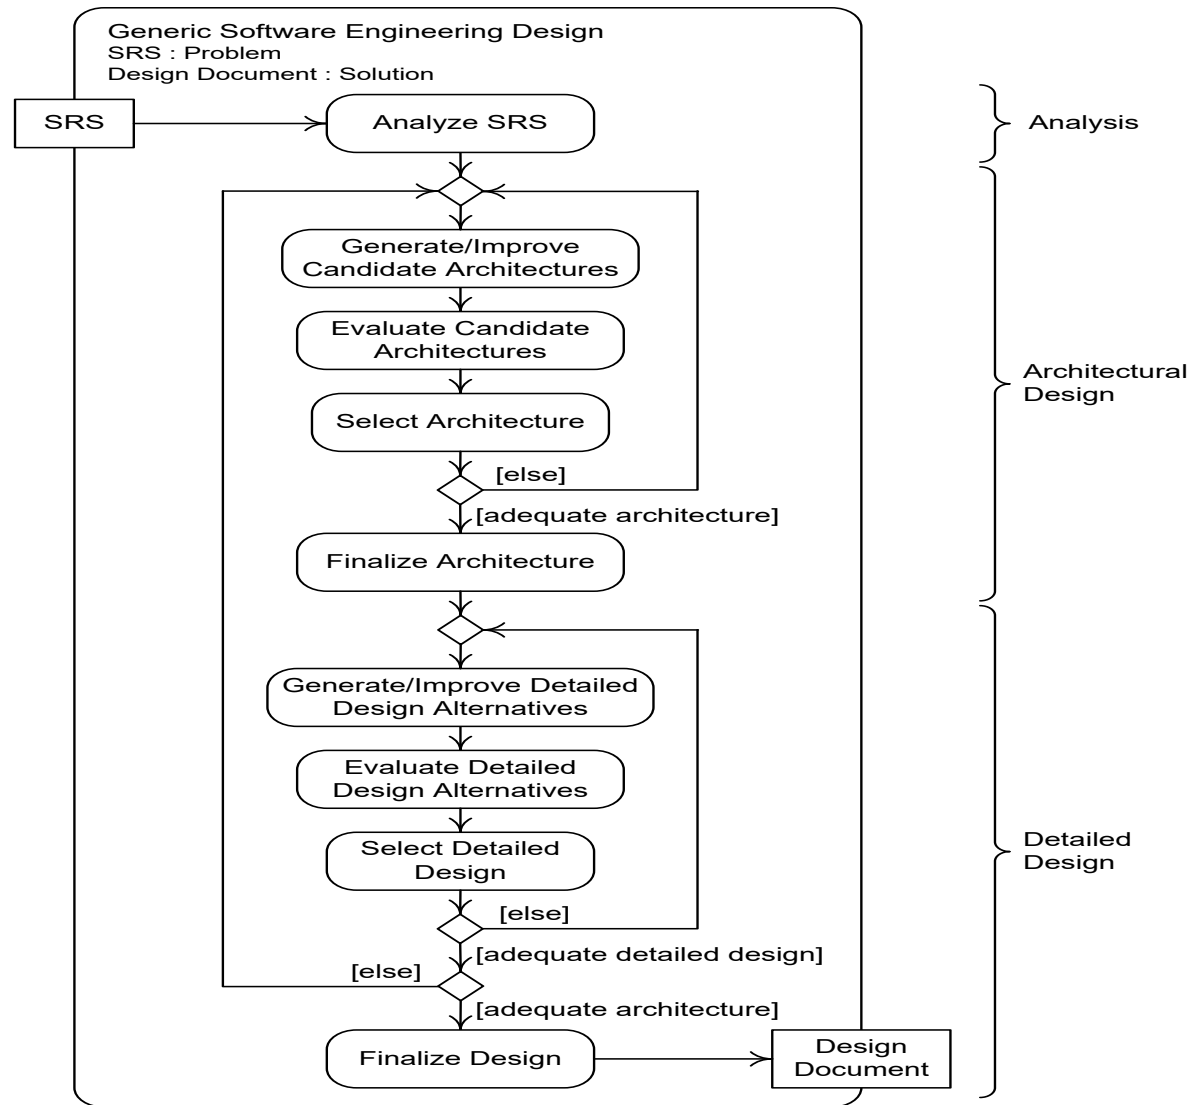 Generic Software Engineering Design
SRS : Problem
Design Document : Solution
SRS
Analyze SRS
Analysis
Generate/Improve
Candidate Architectures
Evaluate Candidate
Architectures
Architectural
Design
Select Architecture
[else]
[adequate architecture]
Finalize Architecture
Generate/Improve Detailed
Design Alternatives
Evaluate Detailed
Design Alternatives
Detailed
Design
Select Detailed
Design
[else]
[adequate detailed design]
[else]
[adequate architecture]
Finalize Design
Design
Document